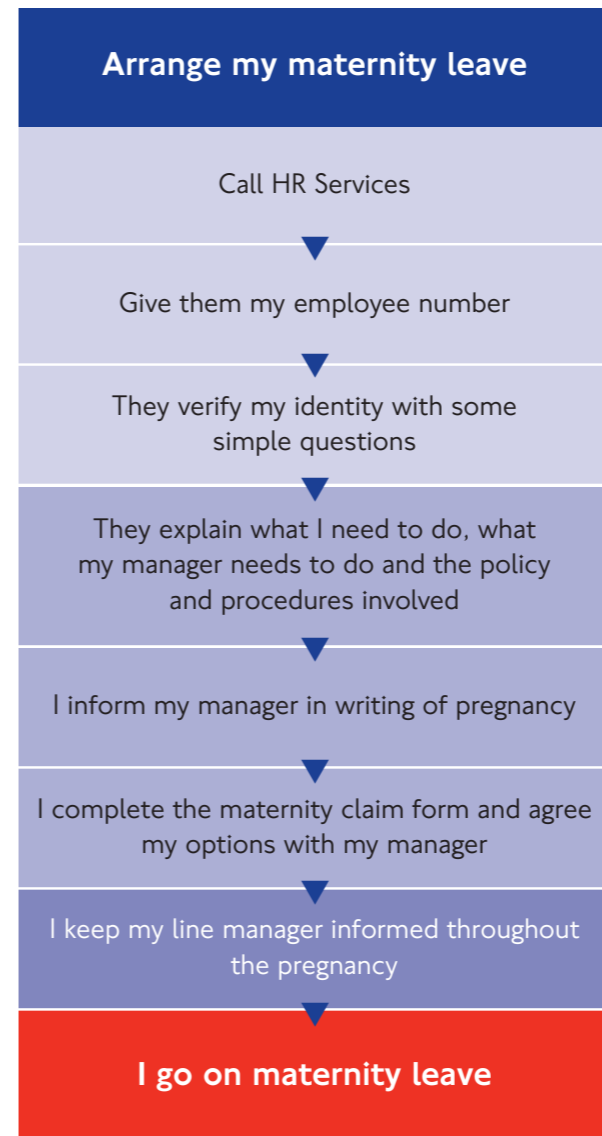 Arrange my maternity leave
Call HR Services
Give them my employee number
They verify my identity with some
simple questions
They explain what I need to do, what
my manager needs to do and the policy
and procedures involved
I inform my manager in writing of pregnancy
I complete the maternity claim form and agree
my options with my manager
I keep my line manager informed throughout
the pregnancy
I go on maternity leave